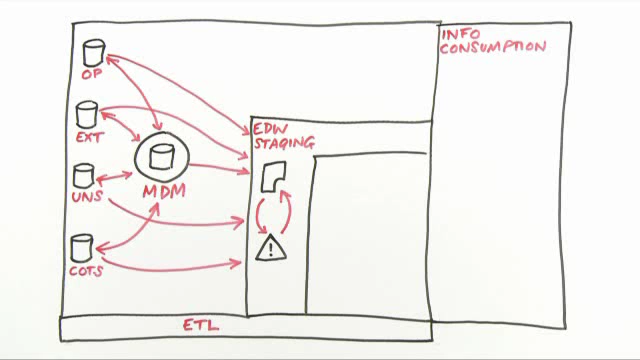 INFO
CONSUMPTION
OP
EXT
EDW
STAGING
MDM
UNS
!
COTS
ETL